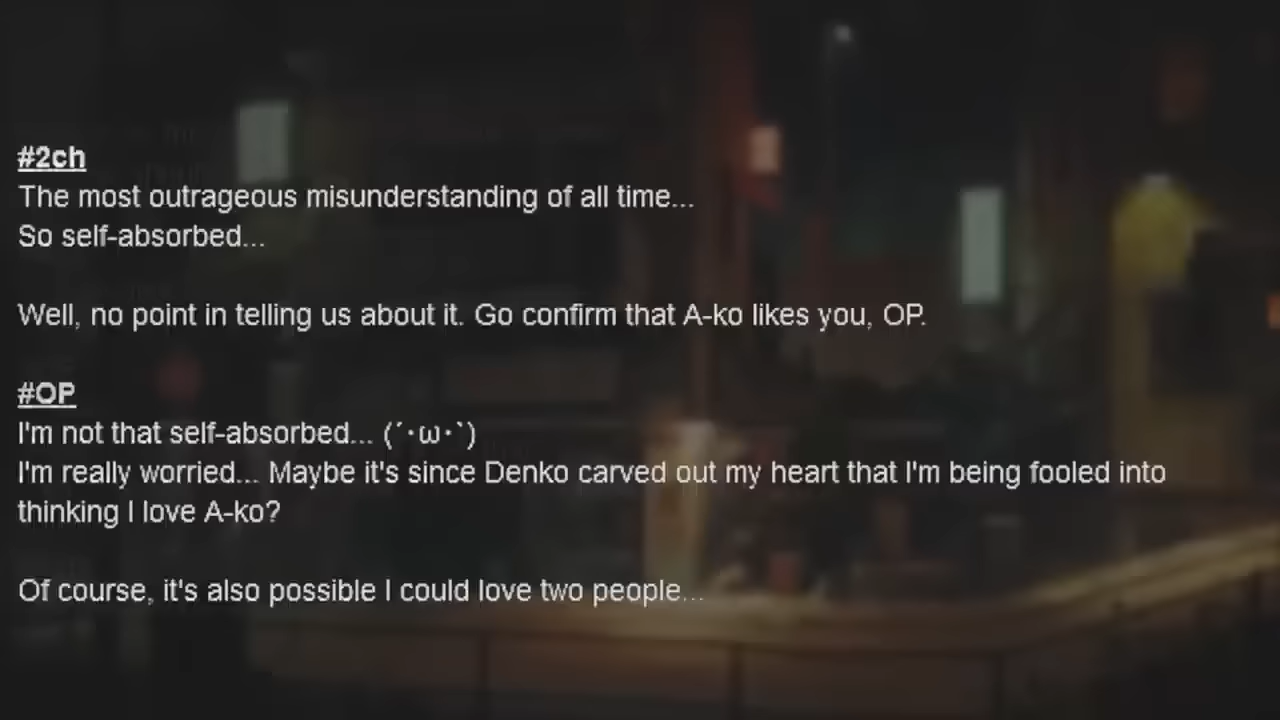 #2ch
The most outrageous misunderstanding of all time...
So self-absorbed...
Well, no point in telling us about it. Go confirm that A-ko likes you, OP.
#OP
I'm not that self-absorbed... (´･ω･`)
I'm really worried... Maybe it's since Denko carved out my heart that I'm being fooled into
thinking I love A-ko?
Of course, it's also possible I could love two people...